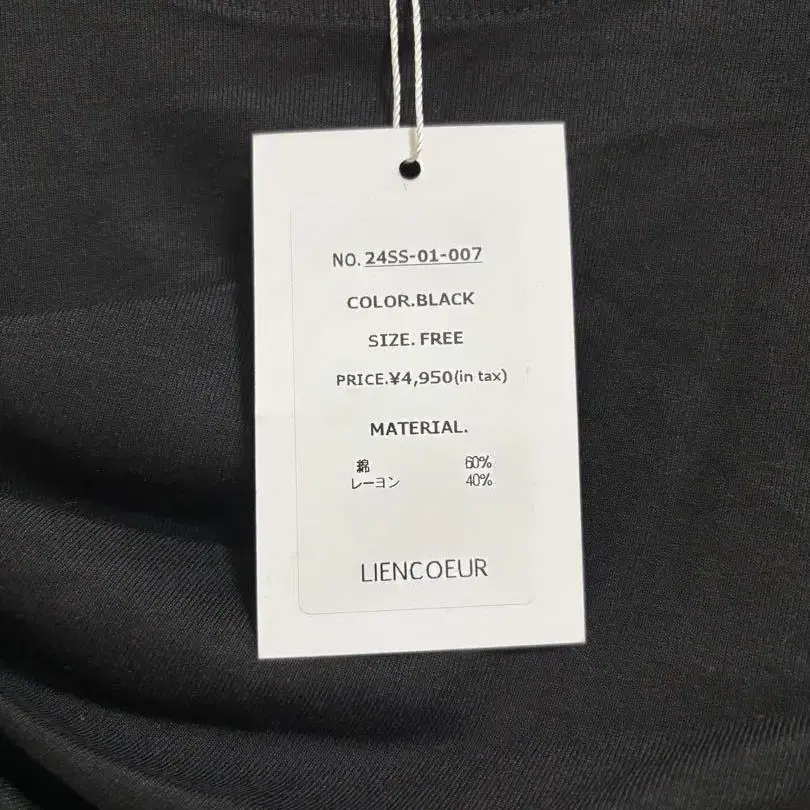 NO. 24SS-01-007
COLOR.BLACK
SIZE. FREE
PRICE.¥4,950(in tax)
MATERIAL.
綿 60%
レーヨン 40%
LIENCOEUR